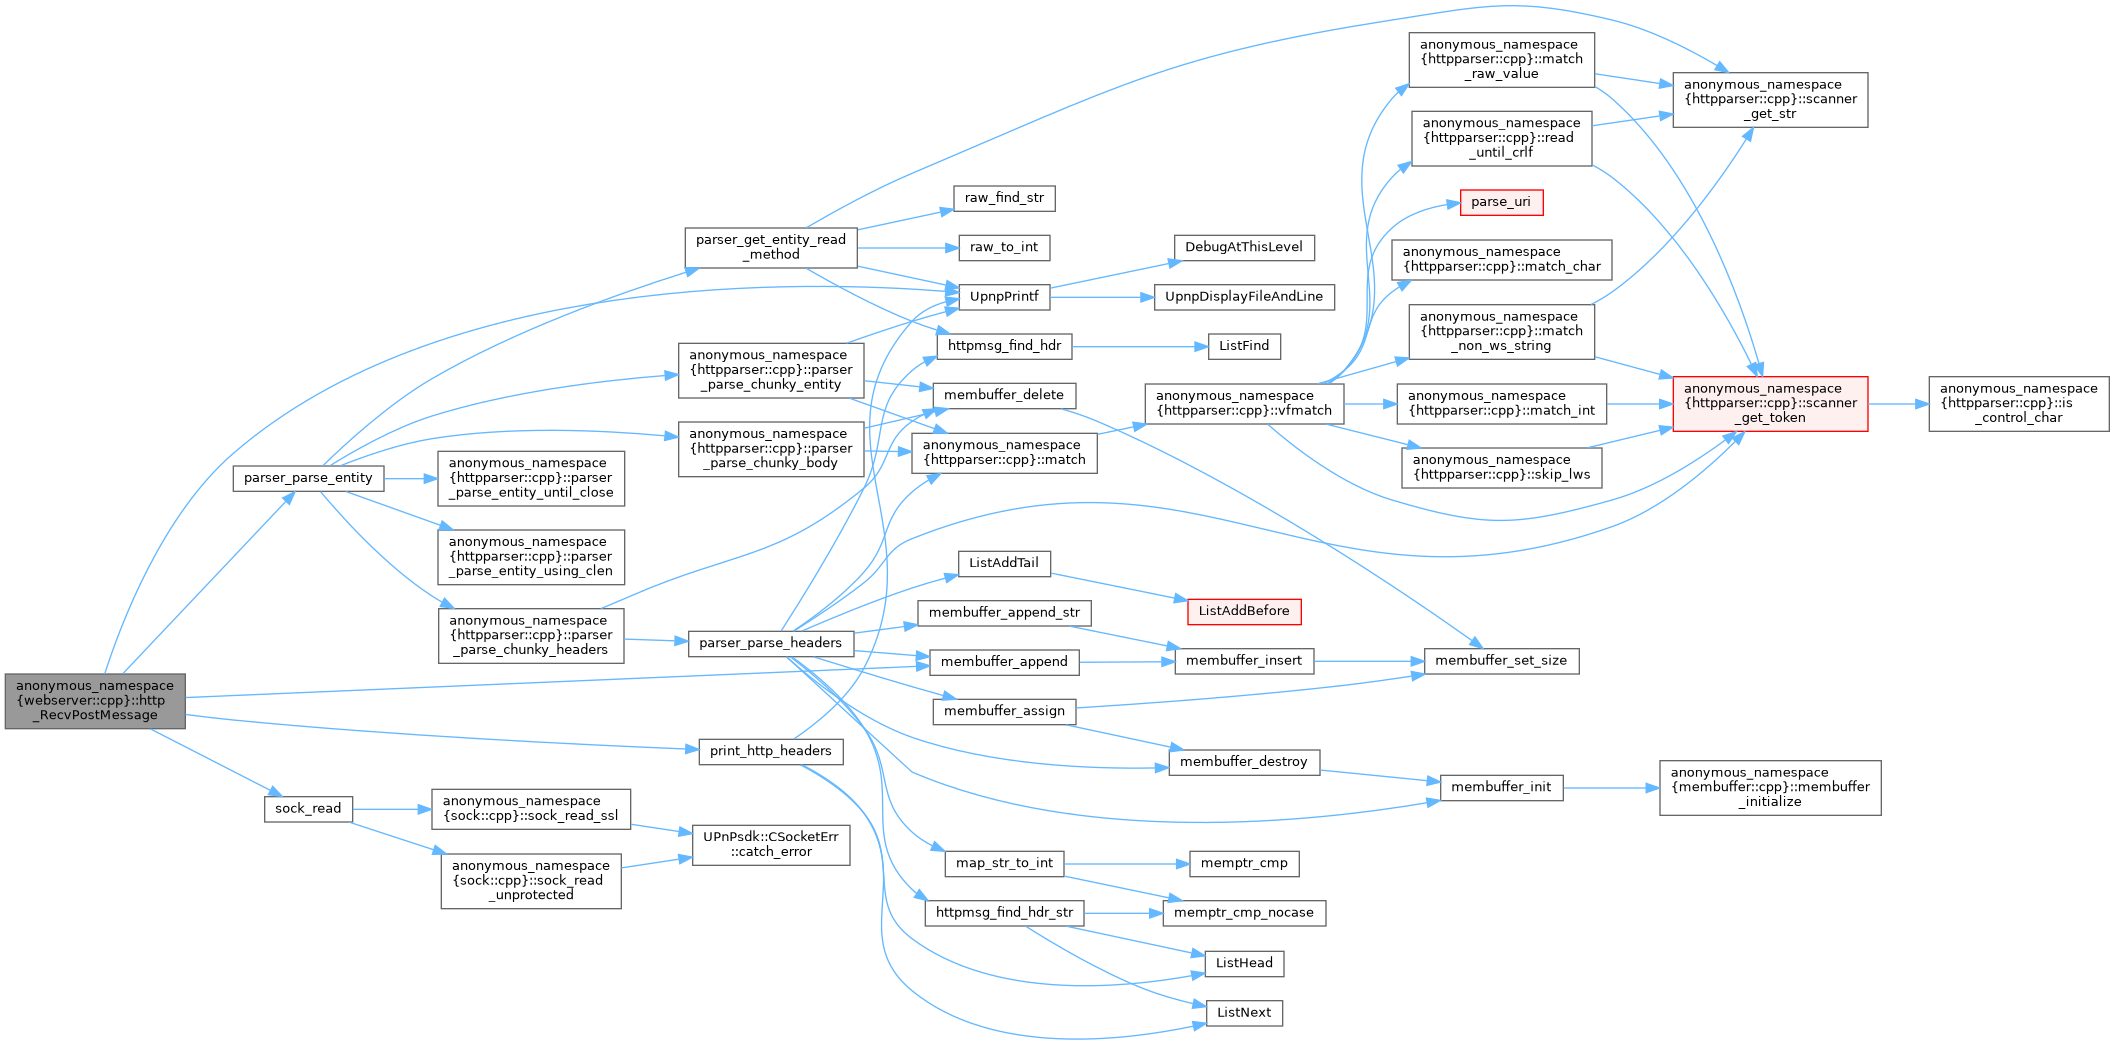 anonymous_namespace
{webserver::cpp}::http
_RecvPostMessage
parser_parse_entity
sock_read
anonymous_namespace
{httpparser::cpp}::parser
_parse_entity_until_close
anonymous_namespace
{httpparser::cpp}::parser
_parse_entity_using_clen
anonymous_namespace
{httpparser::cpp}::parser
_parse_chunky_headers
anonymous_namespace
{sock::cpp}::sock_read_ssl
anonymous_namespace
{sock::cpp}::sock_read
_unprotected
parser_get_entity_read
_method
anonymous_namespace
{httpparser::cpp}::parser
_parse_chunky_entity
anonymous_namespace
{httpparser::cpp}::parser
_parse_chunky_body
parser_parse_headers
print_http_headers
UPnPsdk::CSocketErr
::catch_error
raw_find_str
raw_to_int
UpnpPrintf
httpmsg_find_hdr
membuffer_delete
anonymous_namespace
{httpparser::cpp}::match
ListAddTail
membuffer_append_str
membuffer_append
membuffer_assign
map_str_to_int
httpmsg_find_hdr_str
DebugAtThisLevel
UpnpDisplayFileAndLine
ListFind
anonymous_namespace
{httpparser::cpp}::vfmatch
ListAddBefore
membuffer_insert
membuffer_destroy
memptr_cmp
memptr_cmp_nocase
ListHead
ListNext
anonymous_namespace
{httpparser::cpp}::match
_raw_value
anonymous_namespace
{httpparser::cpp}::read
_until_crlf
parse_uri
anonymous_namespace
{httpparser::cpp}::match_char
anonymous_namespace
{httpparser::cpp}::match
_non_ws_string
anonymous_namespace
{httpparser::cpp}::match_int
anonymous_namespace
{httpparser::cpp}::skip_lws
membuffer_set_size
membuffer_init
anonymous_namespace
{httpparser::cpp}::scanner
_get_str
anonymous_namespace
{httpparser::cpp}::scanner
_get_token
anonymous_namespace
{membuffer::cpp}::membuffer
_initialize
anonymous_namespace
{httpparser::cpp}::is
_control_char